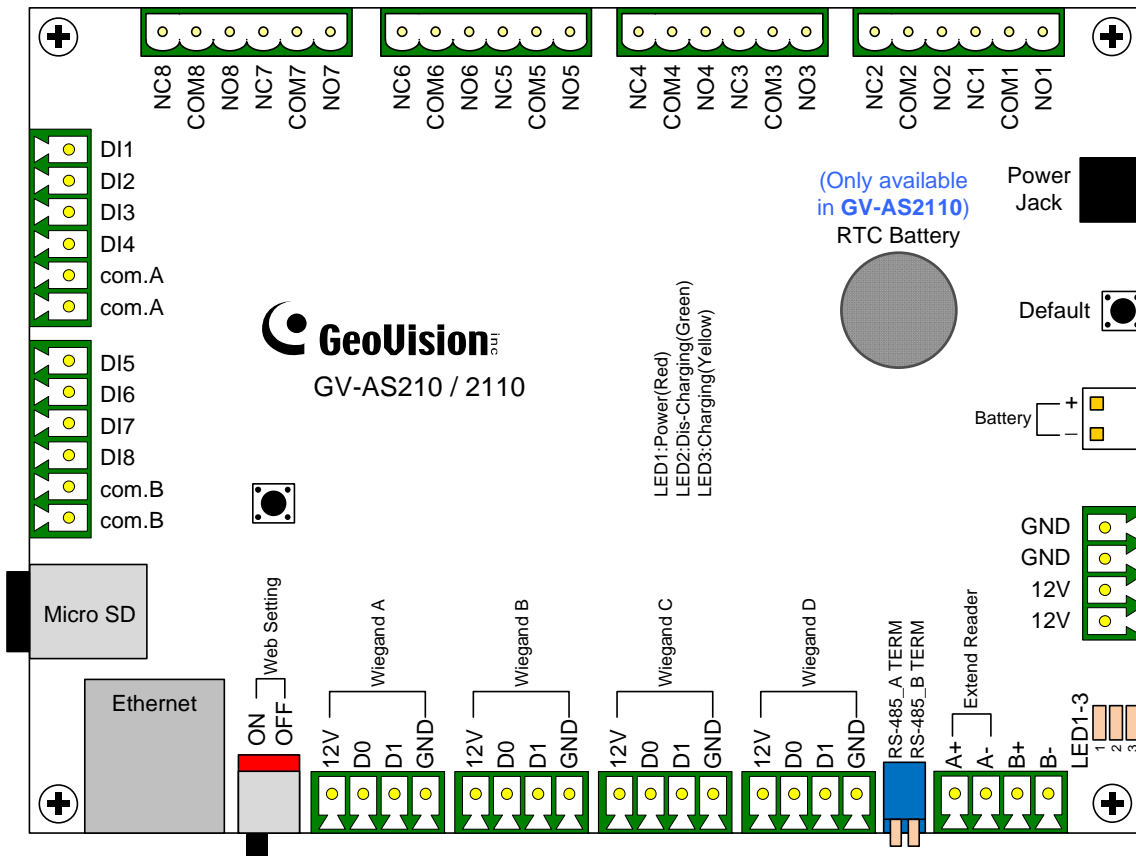 NC8 COM8 NO8 NC7 COM7 NO7
NC6 COM6 NO6 NC5 COM5 NO5
NC4 COM4 NO4 NC3 COM3 NO3
NC2 COM2 NO2 NC1 COM1 NO1
DI1
DI2
DI3
DI4
com.A
com.A
DI5
DI6
DI7
DI8
com.B
com.B
(Only available
in GV-AS2110)
RTC Battery
Power
Jack
Default
Battery
+
–
GeoVision inc
GV-AS210 / 2110
LED1:Power(Red)
LED2:Dis-Charging(Green)
LED3:Charging(Yellow)
GND
GND
12V
12V
Micro SD
Ethernet
Web Setting
ON
OFF
Wiegand A
12V D0 D1 GND
Wiegand B
12V D0 D1 GND
Wiegand C
12V D0 D1 GND
Wiegand D
12V D0 D1 GND
RS-485_A TERM
RS-485_B TERM
Extend Reader
A+ A- B+ B-
LED1-3
1 2 3